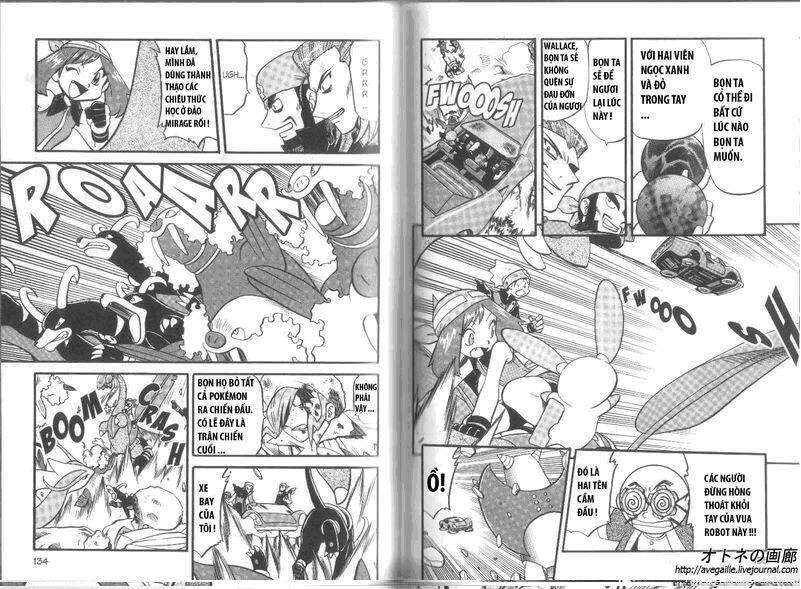 HAY LẮM,
MÌNH ĐÃ
DÙNG THÀNH
THẠO CÁC
CHIÊU THỨC
HỌC Ở ĐẢO
MIRAGE RỒI !
UGH...
GRRR...
ROAAARR
BOOM
CRASH
BỌN HỌ BỎ TẤT
CẢ POKÉMON
RA CHIẾN ĐẤU.
CÓ LẼ ĐÂY LÀ
TRẬN CHIẾN
CUỐI ...
KHÔNG
PHẢI
VẬY ...
XE
BAY CỦA
TÔI !
134
FWOOOSH
WALLACE,
BỌN TA SẼ
KHÔNG
QUÊN SỰ
ĐAU ĐỚN
CỦA NGƯƠI
BỌN TA
SẼ ĐỂ
NGƯƠI
LẠI LÚC
NÀY !
VỚI HAI VIÊN
NGỌC XANH
VÀ ĐỎ
TRONG TAY
...
BỌN TA
CÓ THỂ ĐI
BẤT CỨ
LÚC NÀO
BỌN TA
MUỐN.
FWOOOSH
Ồ!
ĐÓ LÀ
HAI TÊN
CẦM
ĐẦU !
CÁC NGƯƠI
ĐỪNG HÒNG
THOÁT KHỎI
TAY CỦA VUA
ROBOT NÀY !!!
オトネの画廊
http://avegaille.livejournal.com